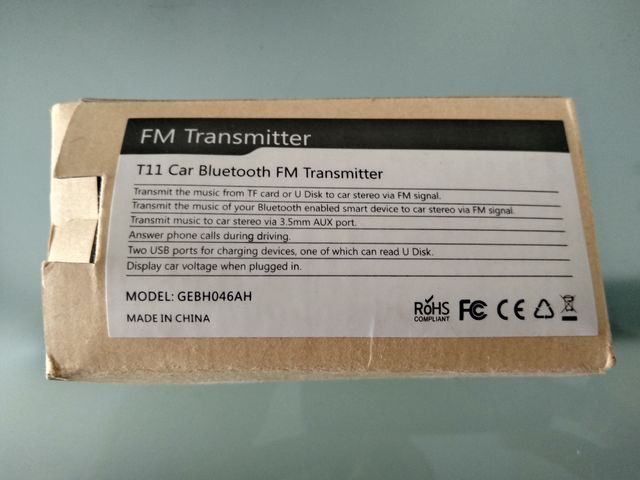 FM Transmitter
T11 Car Bluetooth FM Transmitter
Transmit the music from TF card or U Disk to car stereo via FM signal.
Transmit the music of your Bluetooth enabled smart device to car stereo via FM signal.
Transmit music to car stereo via 3.5mm AUX port.
Answer phone calls during driving.
Two USB ports for charging devices, one of which can read U Disk.
Display car voltage when plugged in.
MODEL: GEBH046AH
MADE IN CHINA
RoHS
COMPLIANT
FC CE